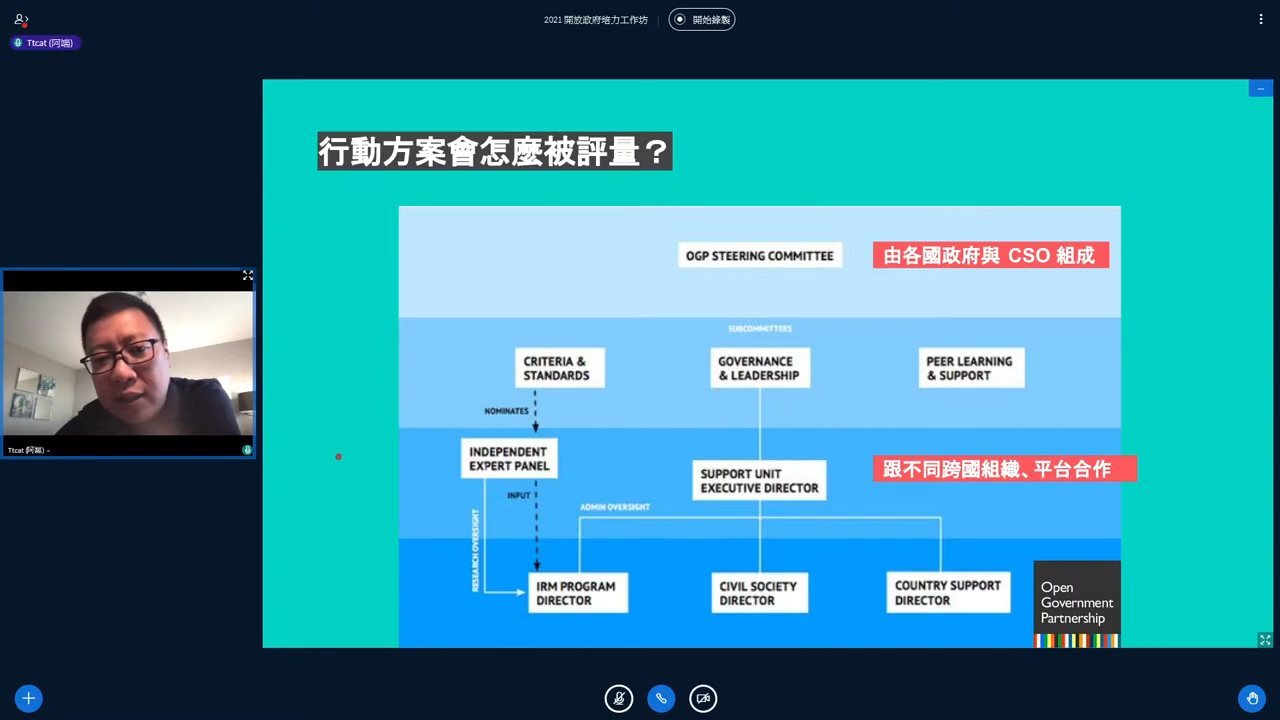 2021 開放政府培力工作坊
開始錄製
Ttcat (阿端)
行動方案會怎麼被評量？
OGP STEERING COMMITTEE
由各國政府與 CSO 組成
SUBCOMMITTEES
CRITERIA &
STANDARDS
GOVERNANCE
& LEADERSHIP
PEER LEARNING
& SUPPORT
NOMINATES
INDEPENDENT
EXPERT PANEL
SUPPORT UNIT
EXECUTIVE DIRECTOR
跟不同跨國組織、平台合作
INPUT
ADMIN OVERSIGHT
RESEARCH OVERSIGHT
IRM PROGRAM
DIRECTOR
CIVIL SOCIETY
DIRECTOR
COUNTRY SUPPORT
DIRECTOR
Open
Government
Partnership
Ttcat (阿端)